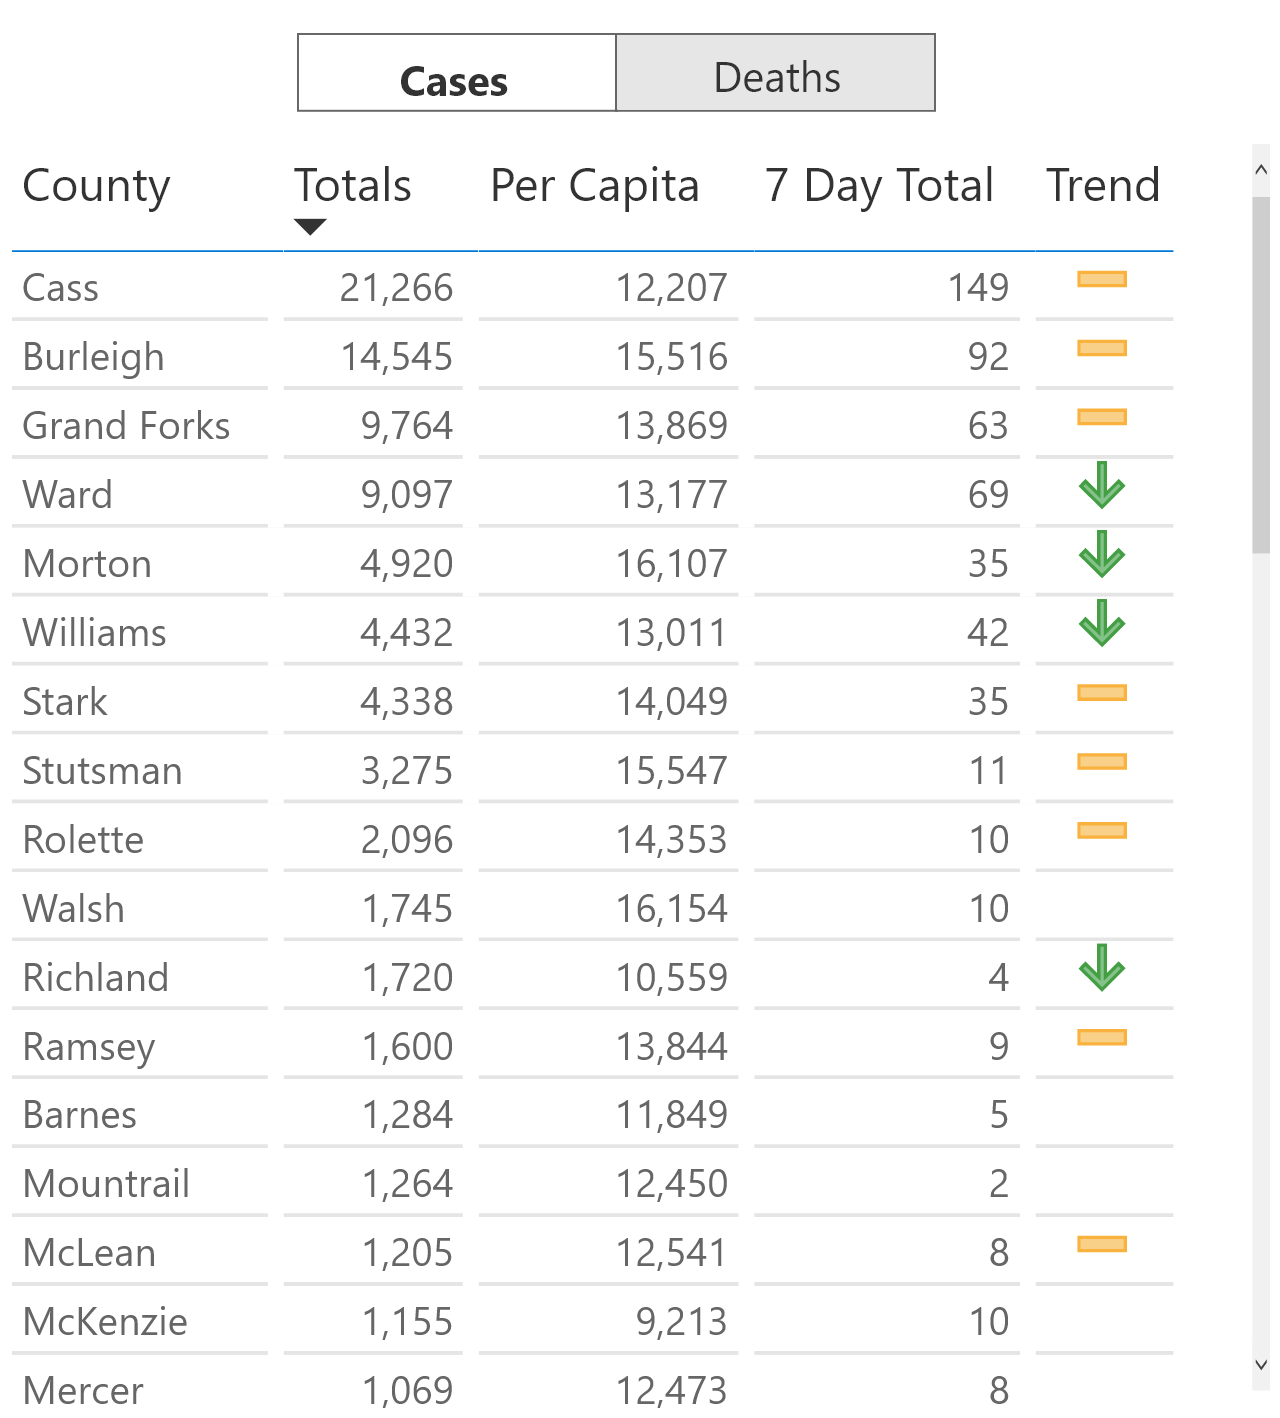 Cases Deaths
County Totals Per Capita 7 Day Total Trend
Cass 21,266 12,207 149
Burleigh 14,545 15,516 92
Grand Forks 9,764 13,869 63
Ward 9,097 13,177 69
Morton 4,920 16,107 35
Williams 4,432 13,011 42
Stark 4,338 14,049 35
Stutsman 3,275 15,547 11
Rolette 2,096 14,353 10
Walsh 1,745 16,154 10
Richland 1,720 10,559 4
Ramsey 1,600 13,844 9
Barnes 1,284 11,849 5
Mountrail 1,264 12,450 2
McLean 1,205 12,541 8
McKenzie 1,155 9,213 10
Mercer 1,069 12,473 8